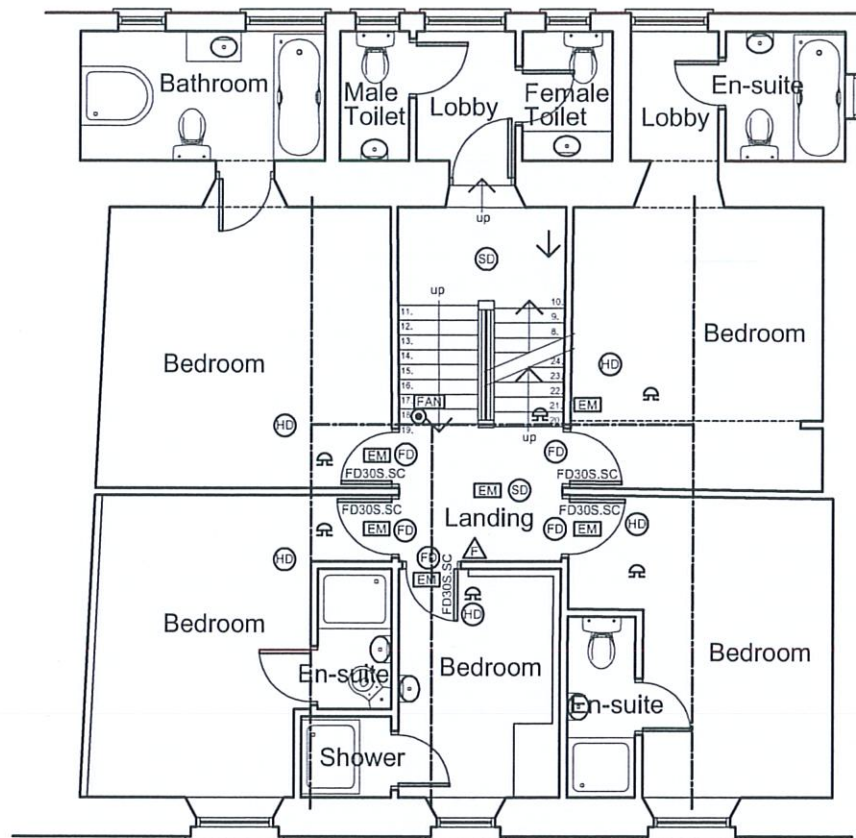 Bathroom
Male
Toilet
Lobby
Female
Toilet
Lobby
En-suite
up
SD
up
10.
11.
9.
12.
8.
13.
14.
24.
15.
23.
16.
22.
17.
FAN
21.
18.
20.
19.
up
Bedroom
Bedroom
HD
EM
HD
EM
FD
FD
FD30S.SC
FD30S.SC
EM
SD
FD30S.SC
FD30S.SC
EM
FD
Landing
FD
EM
HD
HD
FD
F
EM
FD30S.SC
HD
Bedroom
Bedroom
Bedroom
En-suite
En-suite
Shower